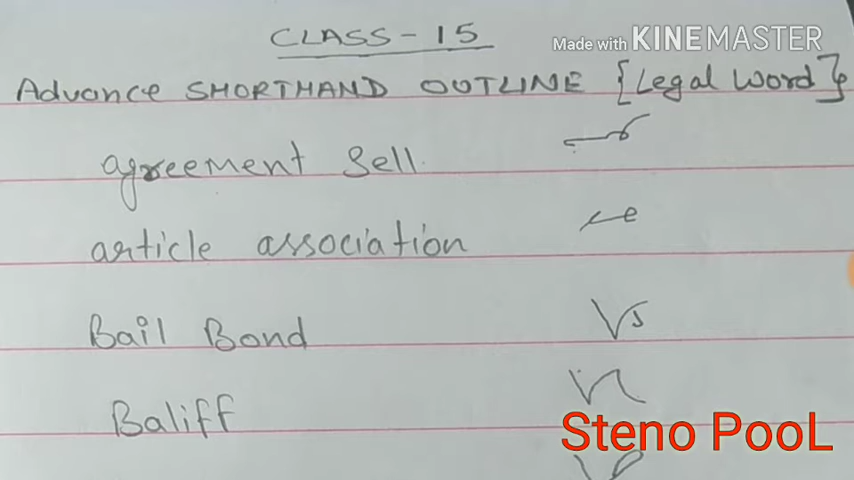 CLASS - 15
Made with KINEMASTER
Advance SHORTHAND OUTLINE [Legal Word]
agreement sell.
article association
Bail Bond
Baliff
Steno PooL